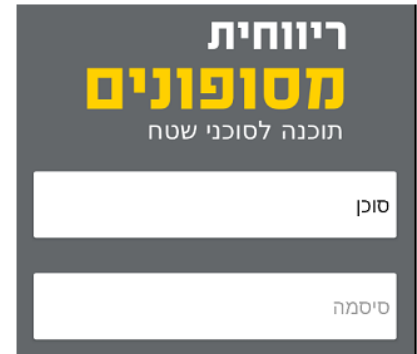 ריווחית
מסופונים
תוכנה לסוכני שטח
סוכן
סיסמה